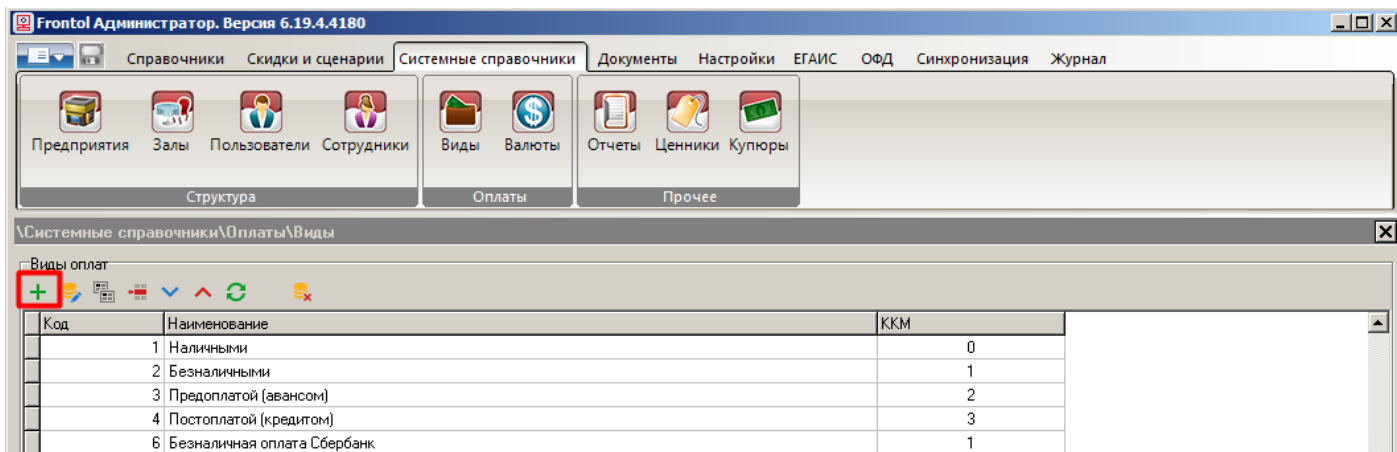 Frontol Администратор. Версия 6.19.4.4180
Справочники Скидки и сценарии Системные справочники Документы Настройки ЕГАИС ОФД Синхронизация Журнал
Предприятия Залы Пользователи Сотрудники Виды Валюты Отчеты Ценники Купюры
Структура Оплаты Прочее
\Системные справочники\Оплаты\Виды
Виды оплат
Код Наименование ККМ
1 Наличными 0
2 Безналичными 1
3 Предоплатой (авансом) 2
4 Постоплатой (кредитом) 3
6 Безналичная оплата Сбербанк 1